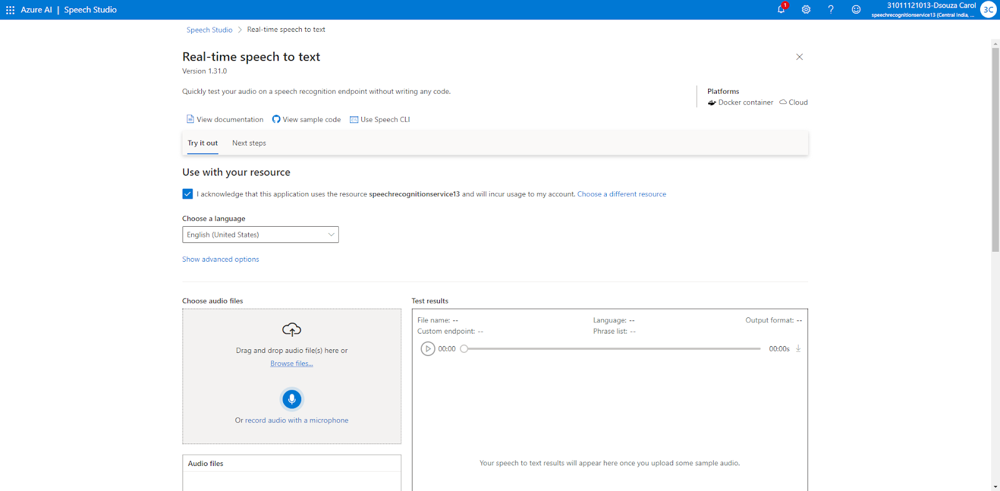 Azure AI | Speech Studio
1
31011121013-Dsouza Carol
speechrecognitionservice13 (Central India, ...
3C
Speech Studio > Real-time speech to text
Real-time speech to text
Version 1.31.0
Quickly test your audio on a speech recognition endpoint without writing any code.
Platforms
Docker container Cloud
View documentation View sample code Use Speech CLI
Try it out Next steps
Use with your resource
I acknowledge that this application uses the resource speechrecognitionservice13 and will incur usage to my account. Choose a different resource
Choose a language
English (United States)
Show advanced options
Choose audio files
Drag and drop audio file(s) here or
Browse files...
Or record audio with a microphone
Audio files
Test results
File name: -- Language: -- Output format: --
Custom endpoint: -- Phrase list: --
00:00 00:00s
Your speech to text results will appear here once you upload some sample audio.